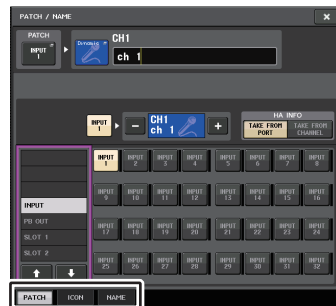 PATCH / NAME
PATCH
CH1
INPUT 1
Dynamic
ch 1
INPUT 1
CH1
ch 1
HA INFO
TAKE FROM PORT
TAKE FROM CHANNEL
INPUT 1 INPUT 2 INPUT 3 INPUT 4 INPUT 5 INPUT 6 INPUT 7 INPUT 8
INPUT 9 INPUT 10 INPUT 11 INPUT 12 INPUT 13 INPUT 14 INPUT 15 INPUT 16
INPUT
PB OUT
INPUT 17 INPUT 18 INPUT 19 INPUT 20 INPUT 21 INPUT 22 INPUT 23 INPUT 24
SLOT 1
SLOT 2
INPUT 25 INPUT 26 INPUT 27 INPUT 28 INPUT 29 INPUT 30 INPUT 31 INPUT 32
PATCH ICON NAME